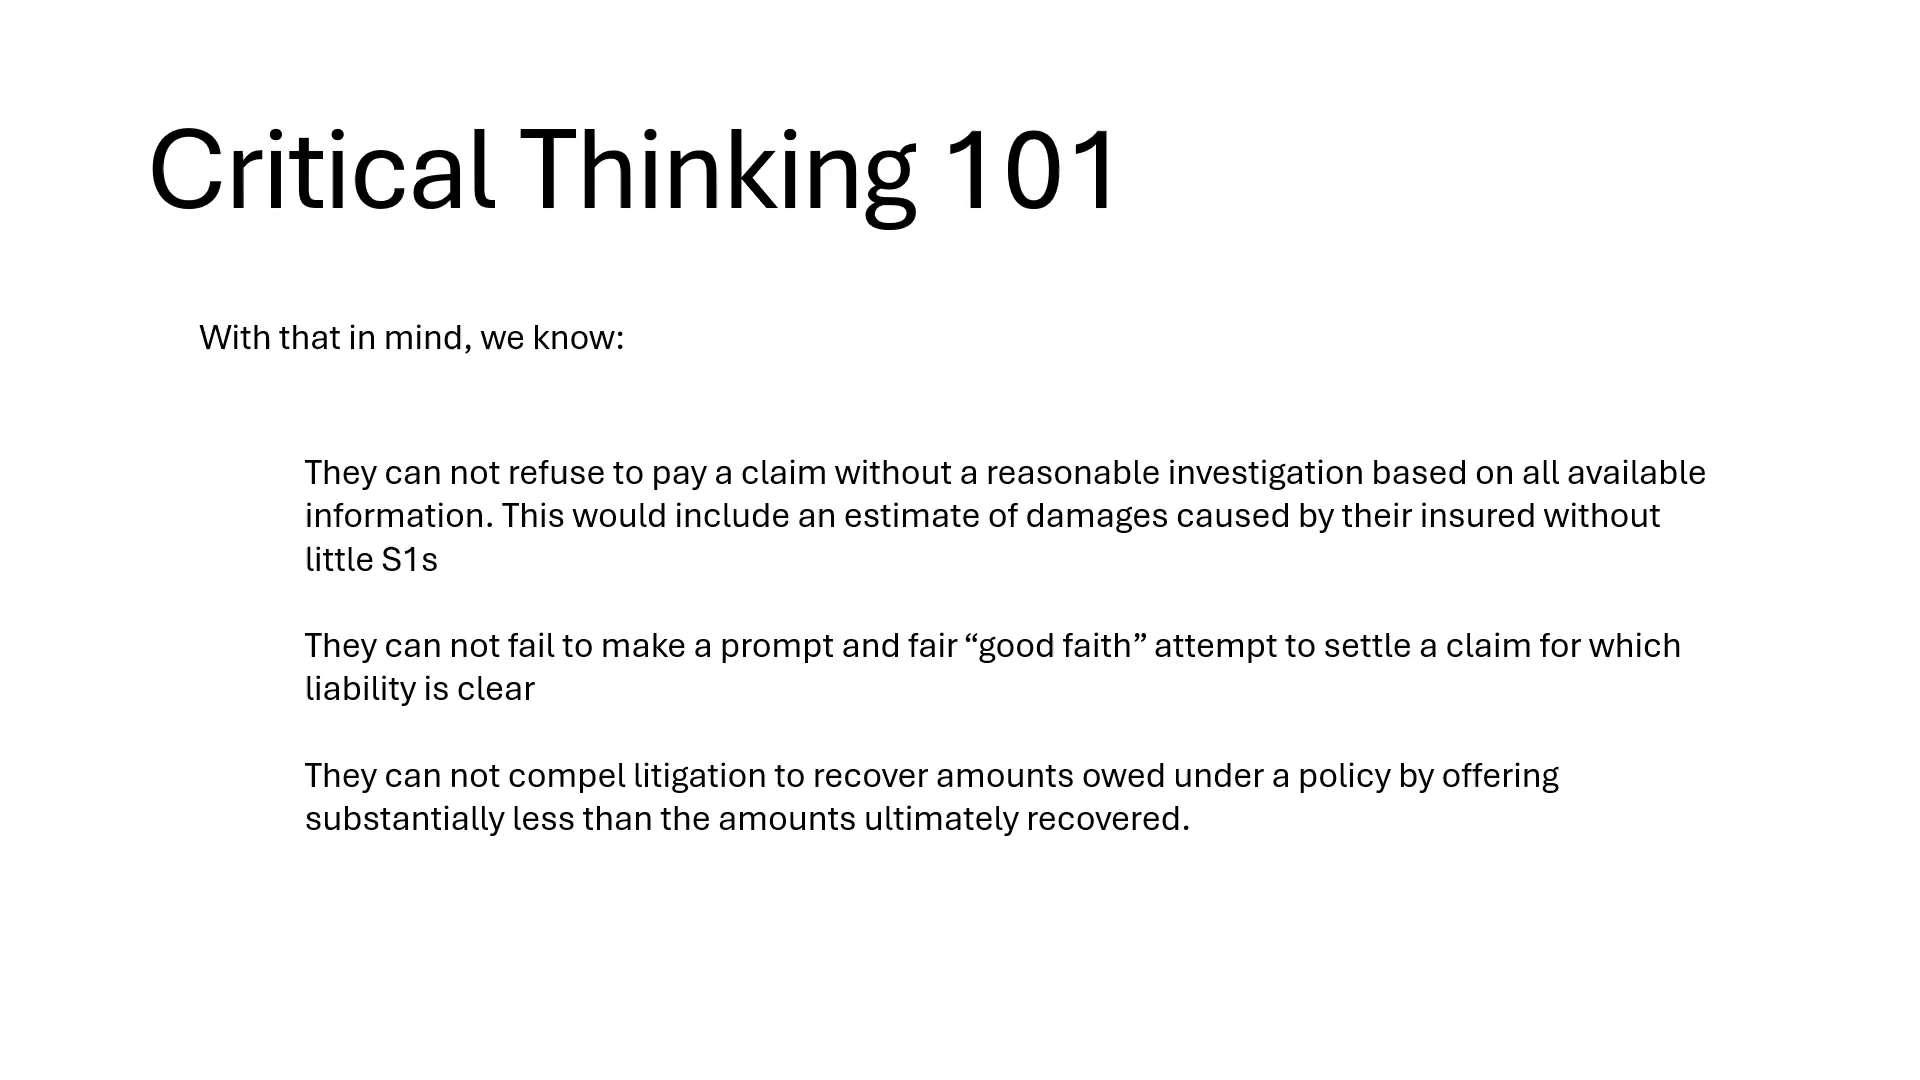 Critical Thinking 101
With that in mind, we know:
They can not refuse to pay a claim without a reasonable investigation based on all available
information. This would include an estimate of damages caused by their insured without
little S1s
They can not fail to make a prompt and fair “good faith” attempt to settle a claim for which
liability is clear
They can not compel litigation to recover amounts owed under a policy by offering
substantially less than the amounts ultimately recovered.